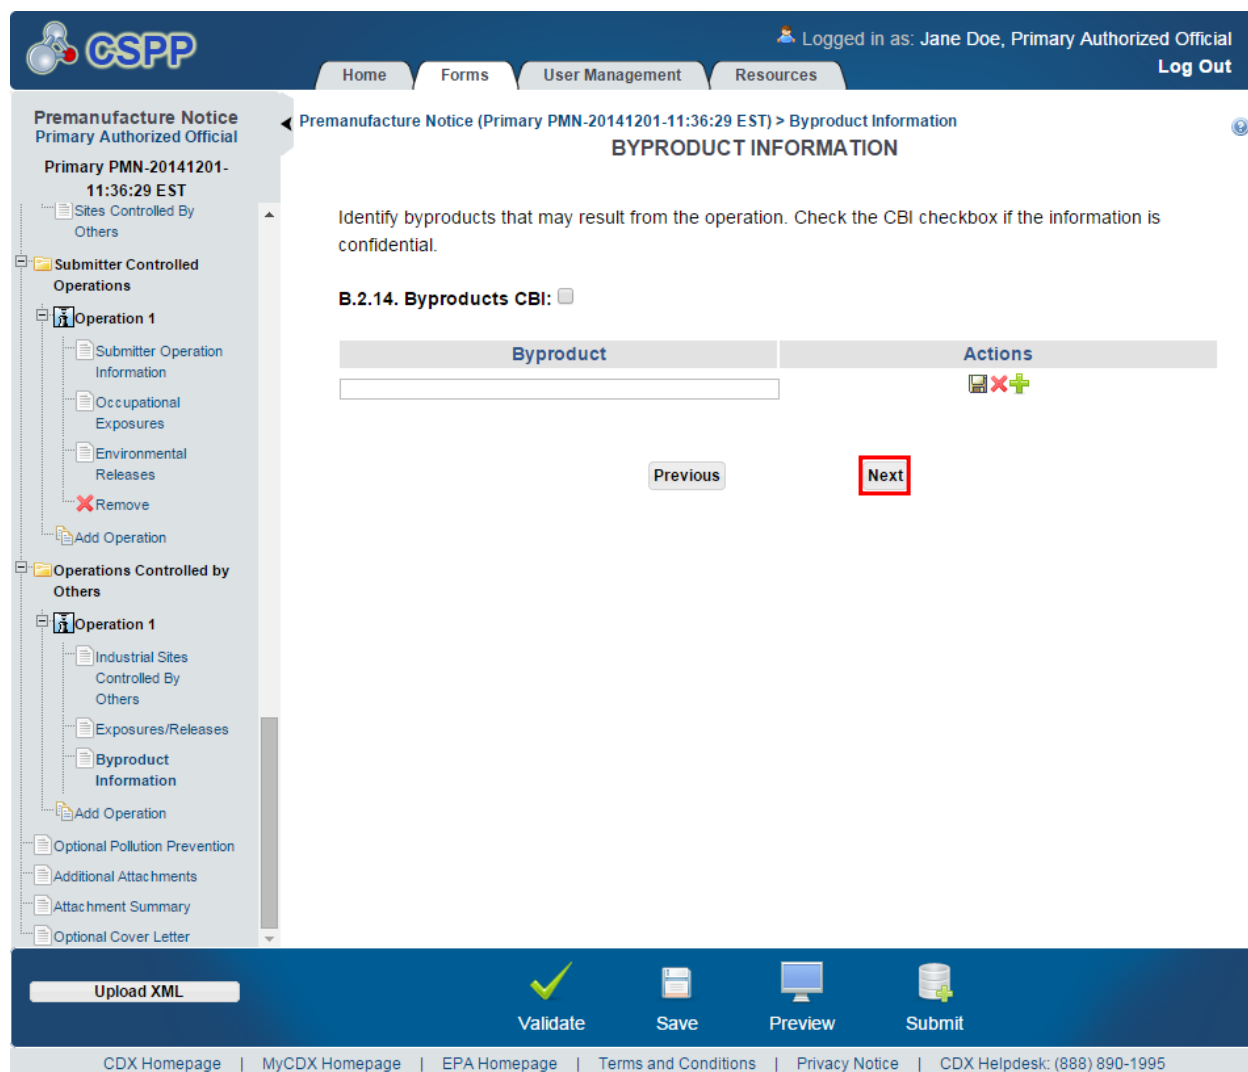 CSPP
Logged in as: Jane Doe, Primary Authorized Official
Log Out
Home Forms User Management Resources
Premanufacture Notice
Primary Authorized Official
Primary PMN-20141201-
11:36:29 EST
Sites Controlled By
Others
Submitter Controlled
Operations
Operation 1
Submitter Operation
Information
Occupational
Exposures
Environmental
Releases
Remove
Add Operation
Operations Controlled by
Others
Operation 1
Industrial Sites
Controlled By
Others
Exposures/Releases
Byproduct
Information
Add Operation
Optional Pollution Prevention
Additional Attachments
Attachment Summary
Optional Cover Letter
Premanufacture Notice (Primary PMN-20141201-11:36:29 EST) > Byproduct Information
BYPRODUCT INFORMATION
Identify byproducts that may result from the operation. Check the CBI checkbox if the information is
confidential.
B.2.14. Byproducts CBI:
Byproduct Actions
Previous Next
Upload XML
Validate Save Preview Submit
CDX Homepage | MyCDX Homepage | EPA Homepage | Terms and Conditions | Privacy Notice | CDX Helpdesk: (888) 890-1995